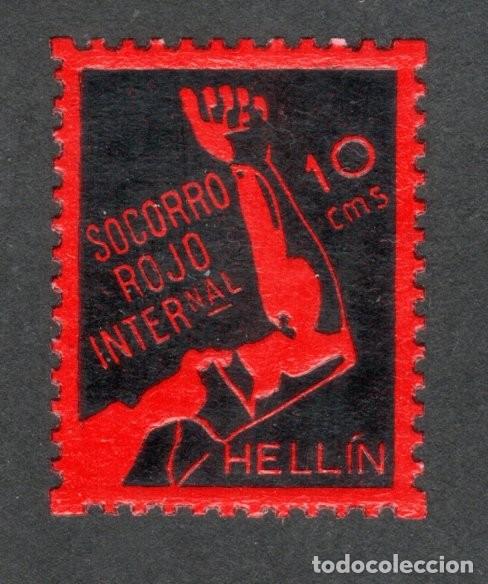 SOCORRO
ROJO
INTERNAL
10
cms
HELLÍN
todocoleccion